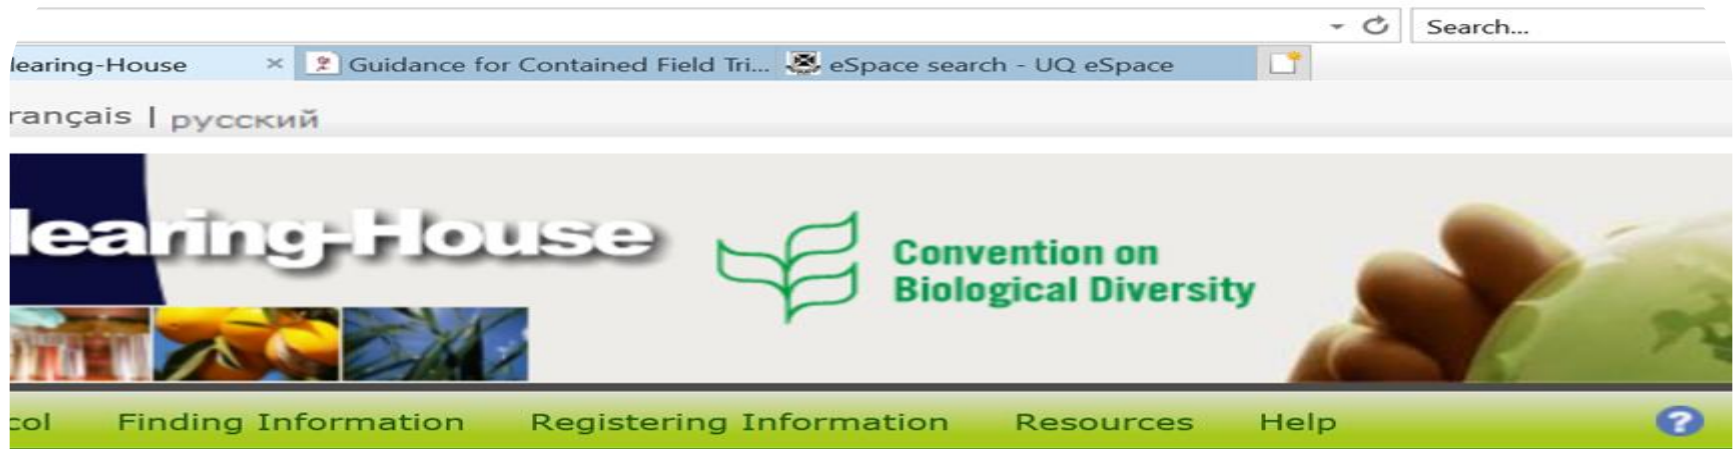 Search...
learing-House × Guidance for Contained Field Tri... eSpace search - UQ eSpace
rançais | русский
learing-House
Convention on
Biological Diversity
col Finding Information Registering Information Resources Help ?